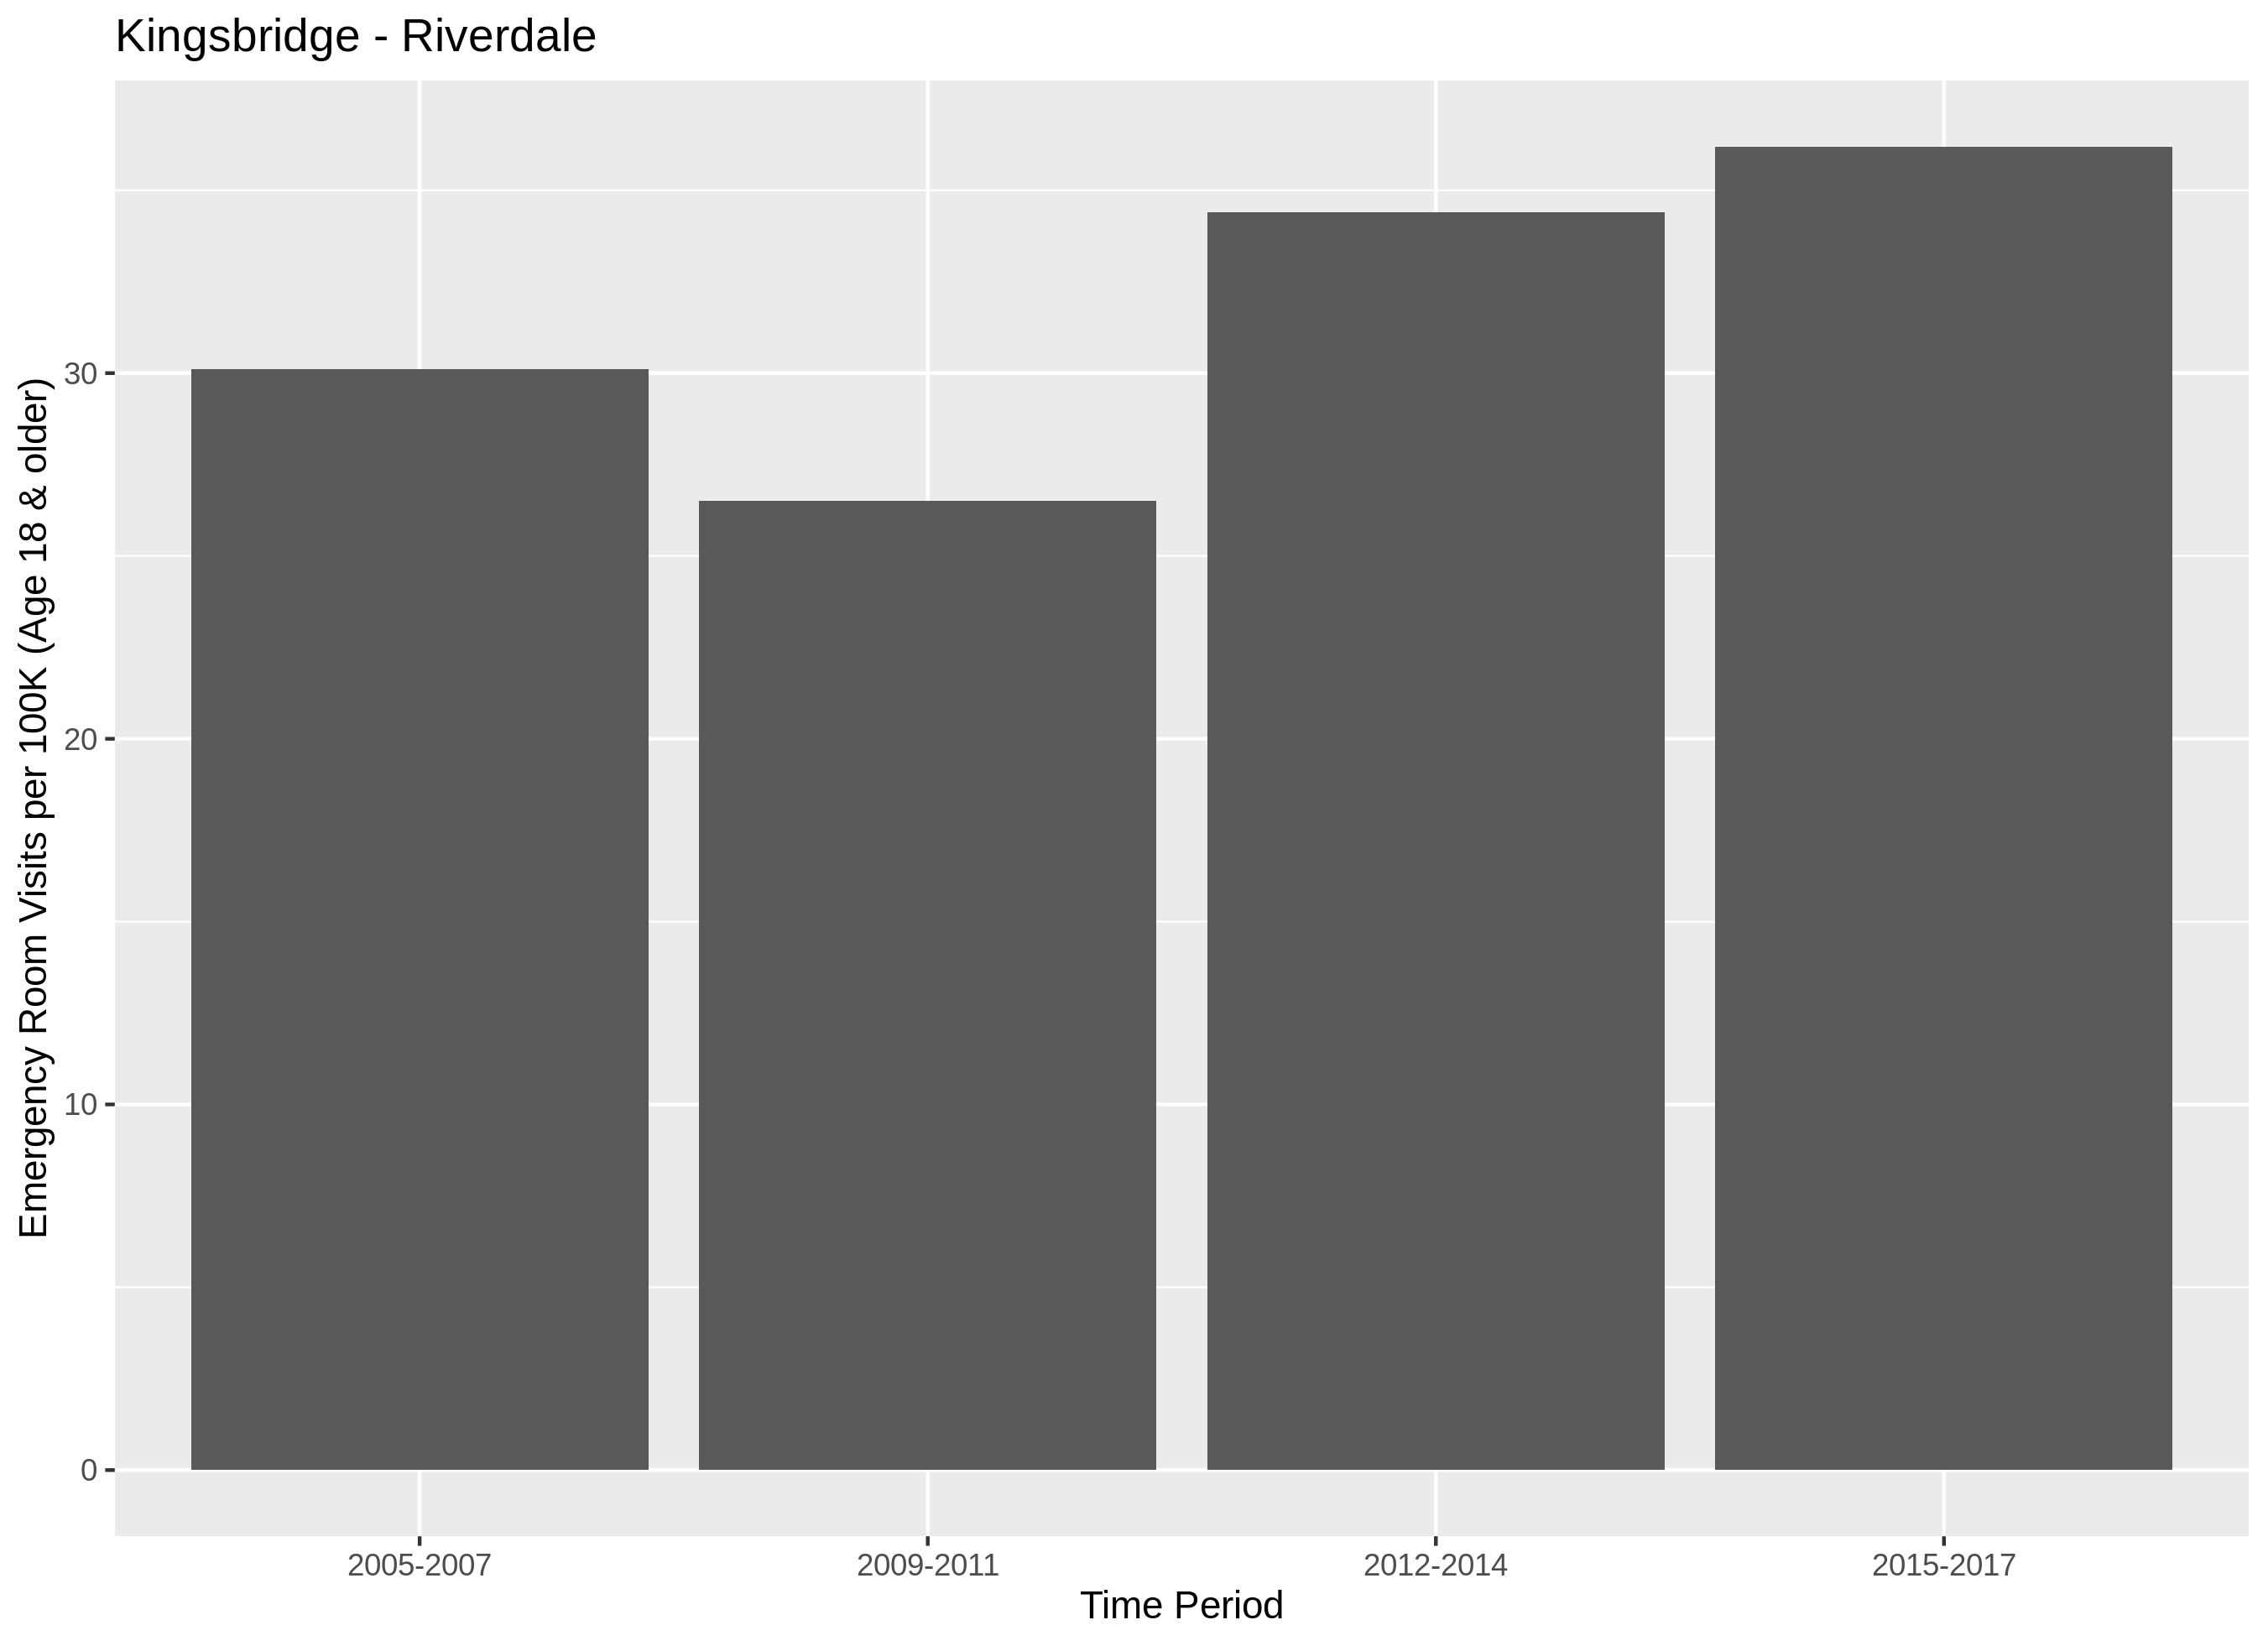 Kingsbridge - Riverdale
Emergency Room Visits per 100K (Age 18 & older)
30
20
10
0
2005-2007
2009-2011
2012-2014
2015-2017
Time Period